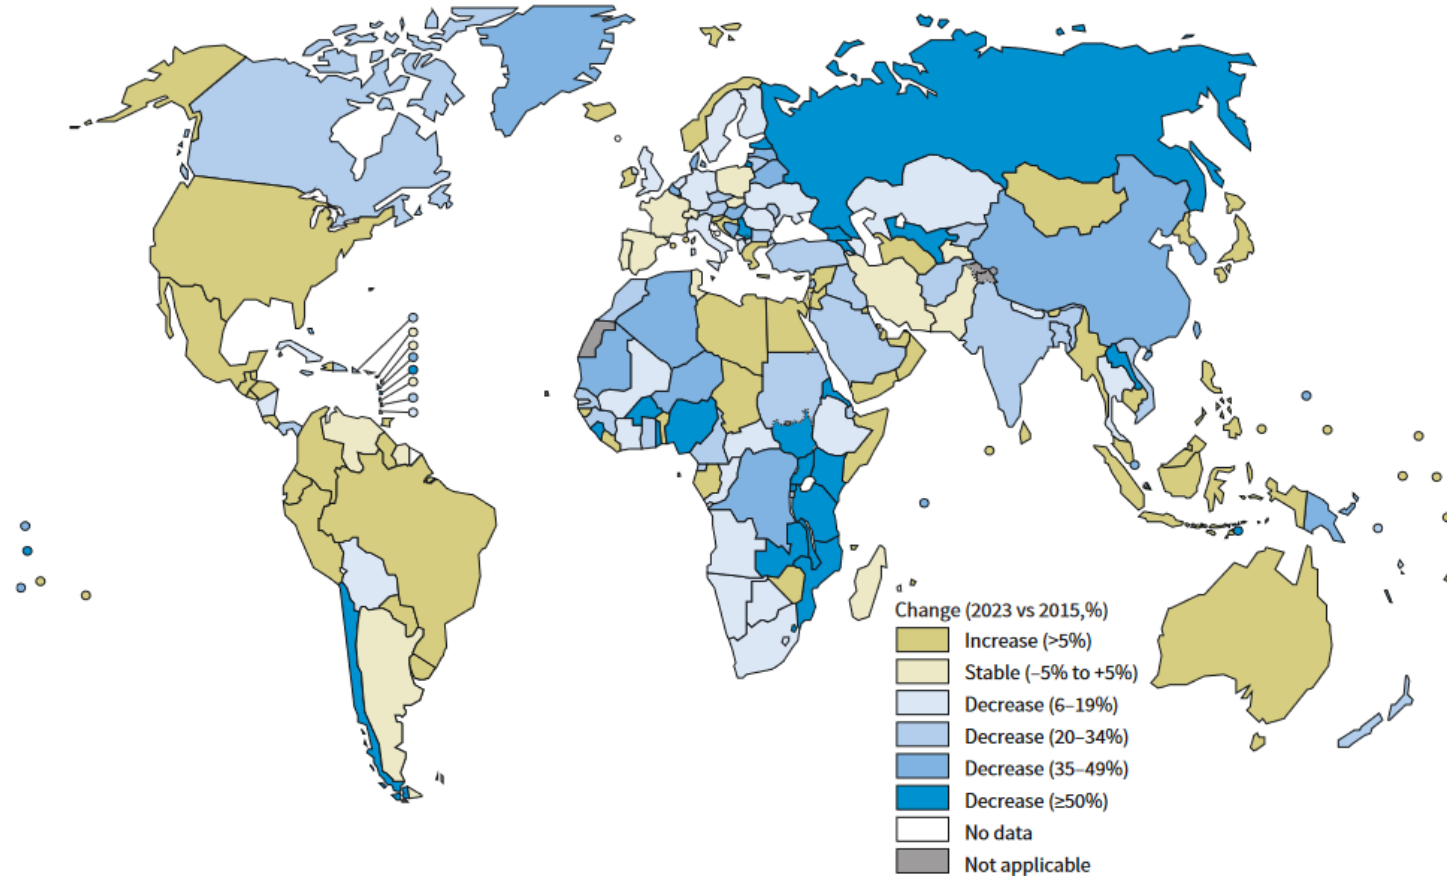 Change (2023 vs 2015,%)
Increase (>5%)
Stable (–5% to +5%)
Decrease (6–19%)
Decrease (20–34%)
Decrease (35–49%)
Decrease (≥50%)
No data
Not applicable